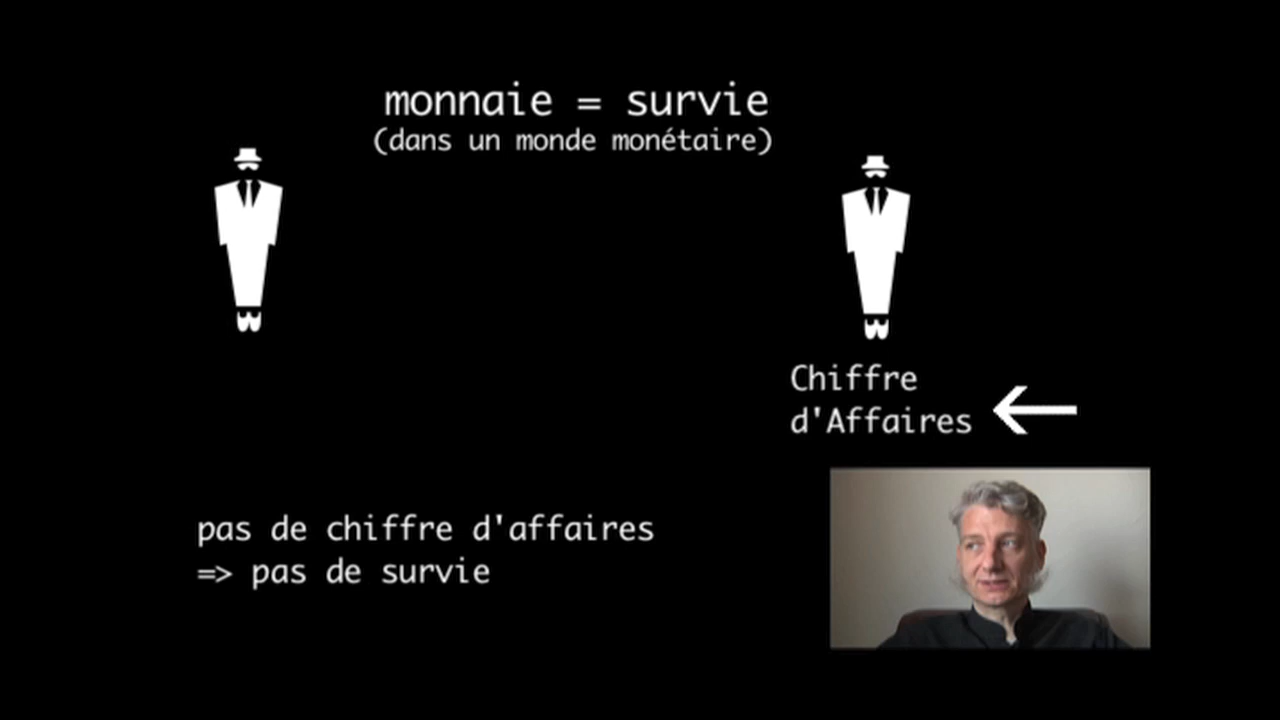 monnaie = survie
(dans un monde monétaire)
Chiffre
d'Affaires
pas de chiffre d'affaires
=> pas de survie